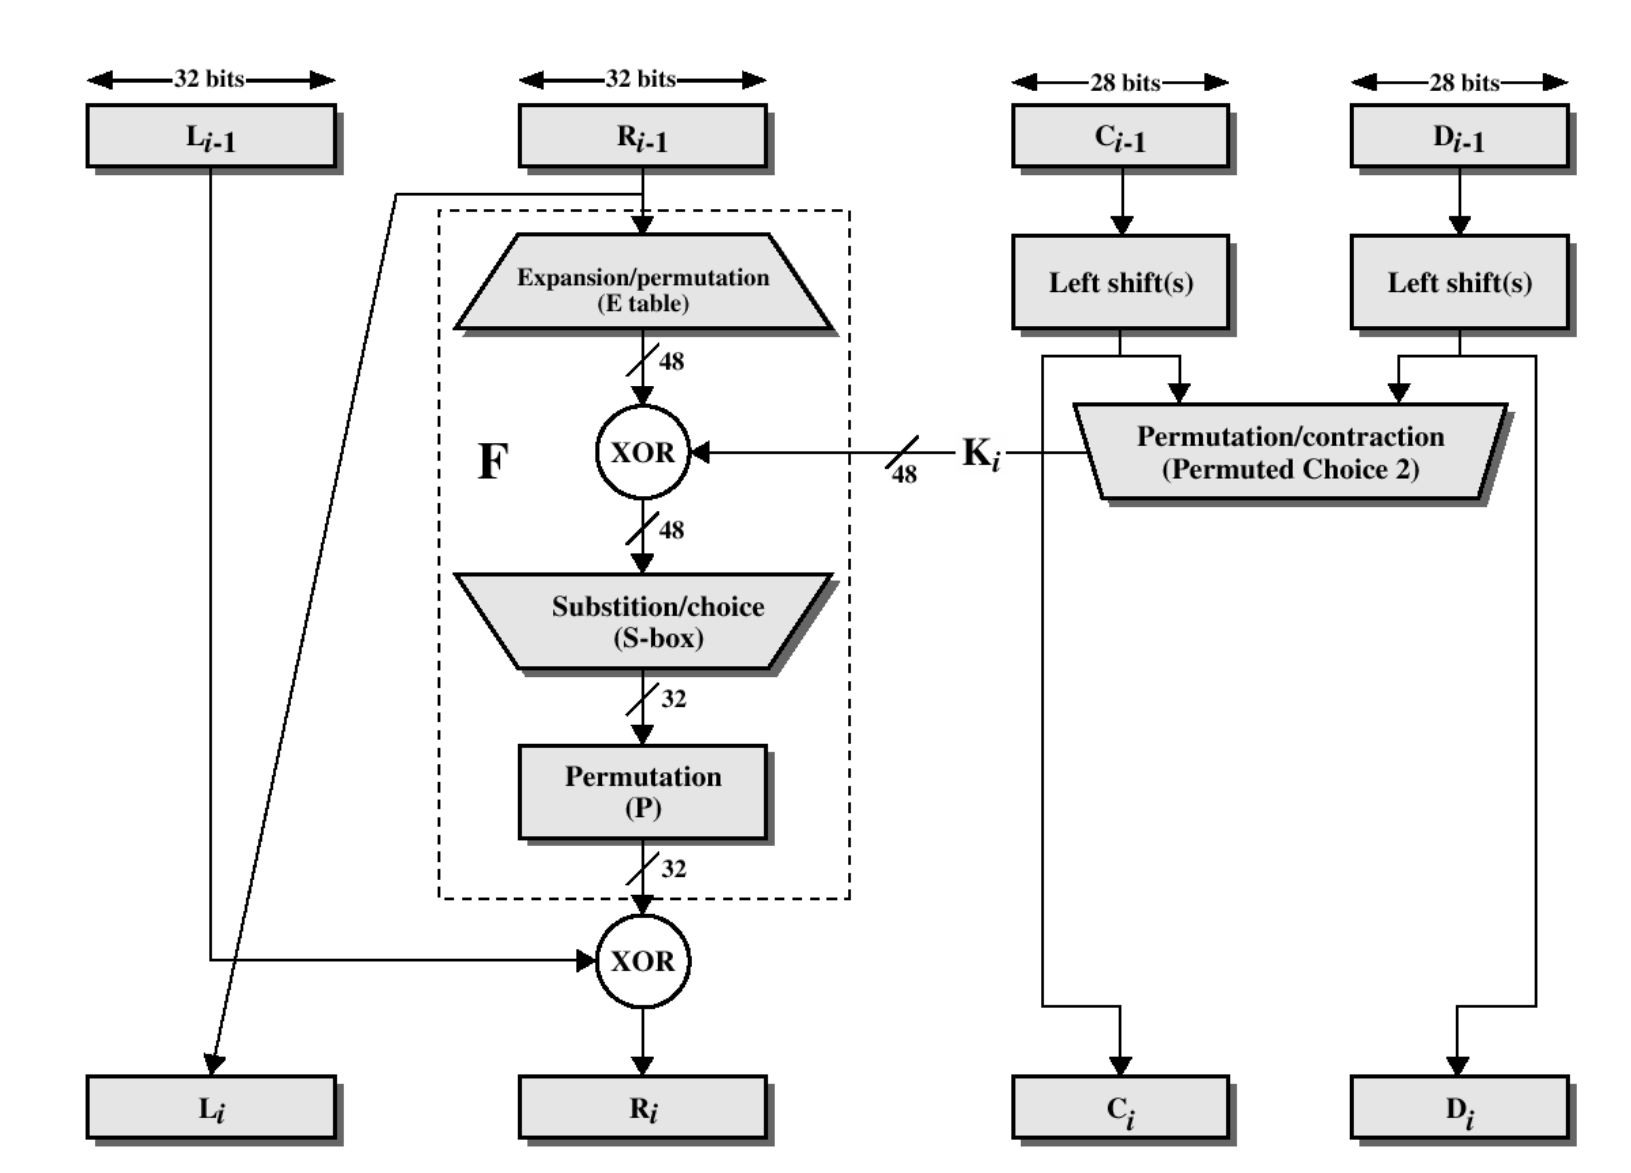 32 bits
32 bits
28 bits
28 bits
Li-1
Ri-1
Ci-1
Di-1
Expansion/permutation
(E table)
Left shift(s)
Left shift(s)
48
F
XOR
48
Ki
Permutation/contraction
(Permuted Choice 2)
48
Substition/choice
(S-box)
32
Permutation
(P)
32
XOR
Li
Ri
Ci
Di